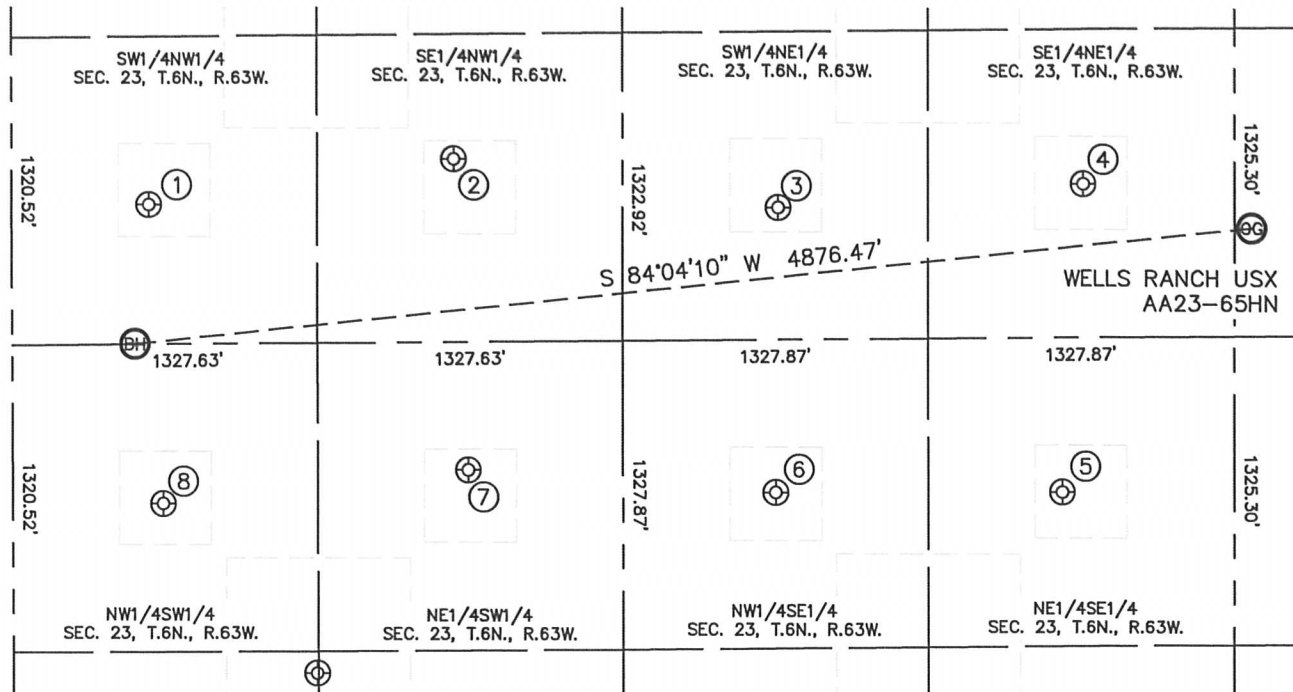 SW1/4NW1/4
SEC. 23, T.6N., R.63W.
SE1/4NW1/4
SEC. 23, T.6N., R.63W.
SW1/4NE1/4
SEC. 23, T.6N., R.63W.
SE1/4NE1/4
SEC. 23, T.6N., R.63W.
1320.52'
1
2
1322.92'
3
4
1325.30'
S 84°04'10" W 4876.47'
OG
WELLS RANCH USX
AA23-65HN
BH
1327.63'
1327.63'
1327.87'
1327.87'
1320.52'
8
7
1327.87'
6
5
1325.30'
NW1/4SW1/4
SEC. 23, T.6N., R.63W.
NE1/4SW1/4
SEC. 23, T.6N., R.63W.
NW1/4SE1/4
SEC. 23, T.6N., R.63W.
NE1/4SE1/4
SEC. 23, T.6N., R.63W.